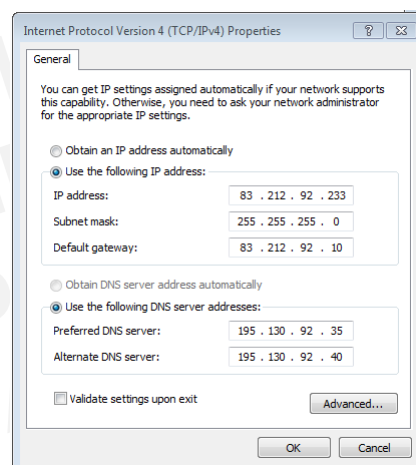 Internet Protocol Version 4 (TCP/IPv4) Properties
General
You can get IP settings assigned automatically if your network supports
this capability. Otherwise, you need to ask your network administrator
for the appropriate IP settings.
Obtain an IP address automatically
Use the following IP address:
IP address: 83 . 212 . 92 . 233
Subnet mask: 255 . 255 . 255 . 0
Default gateway: 83 . 212 . 92 . 10
Obtain DNS server address automatically
Use the following DNS server addresses:
Preferred DNS server: 195 . 130 . 92 . 35
Alternate DNS server: 195 . 130 . 92 . 40
Validate settings upon exit
Advanced...
OK Cancel